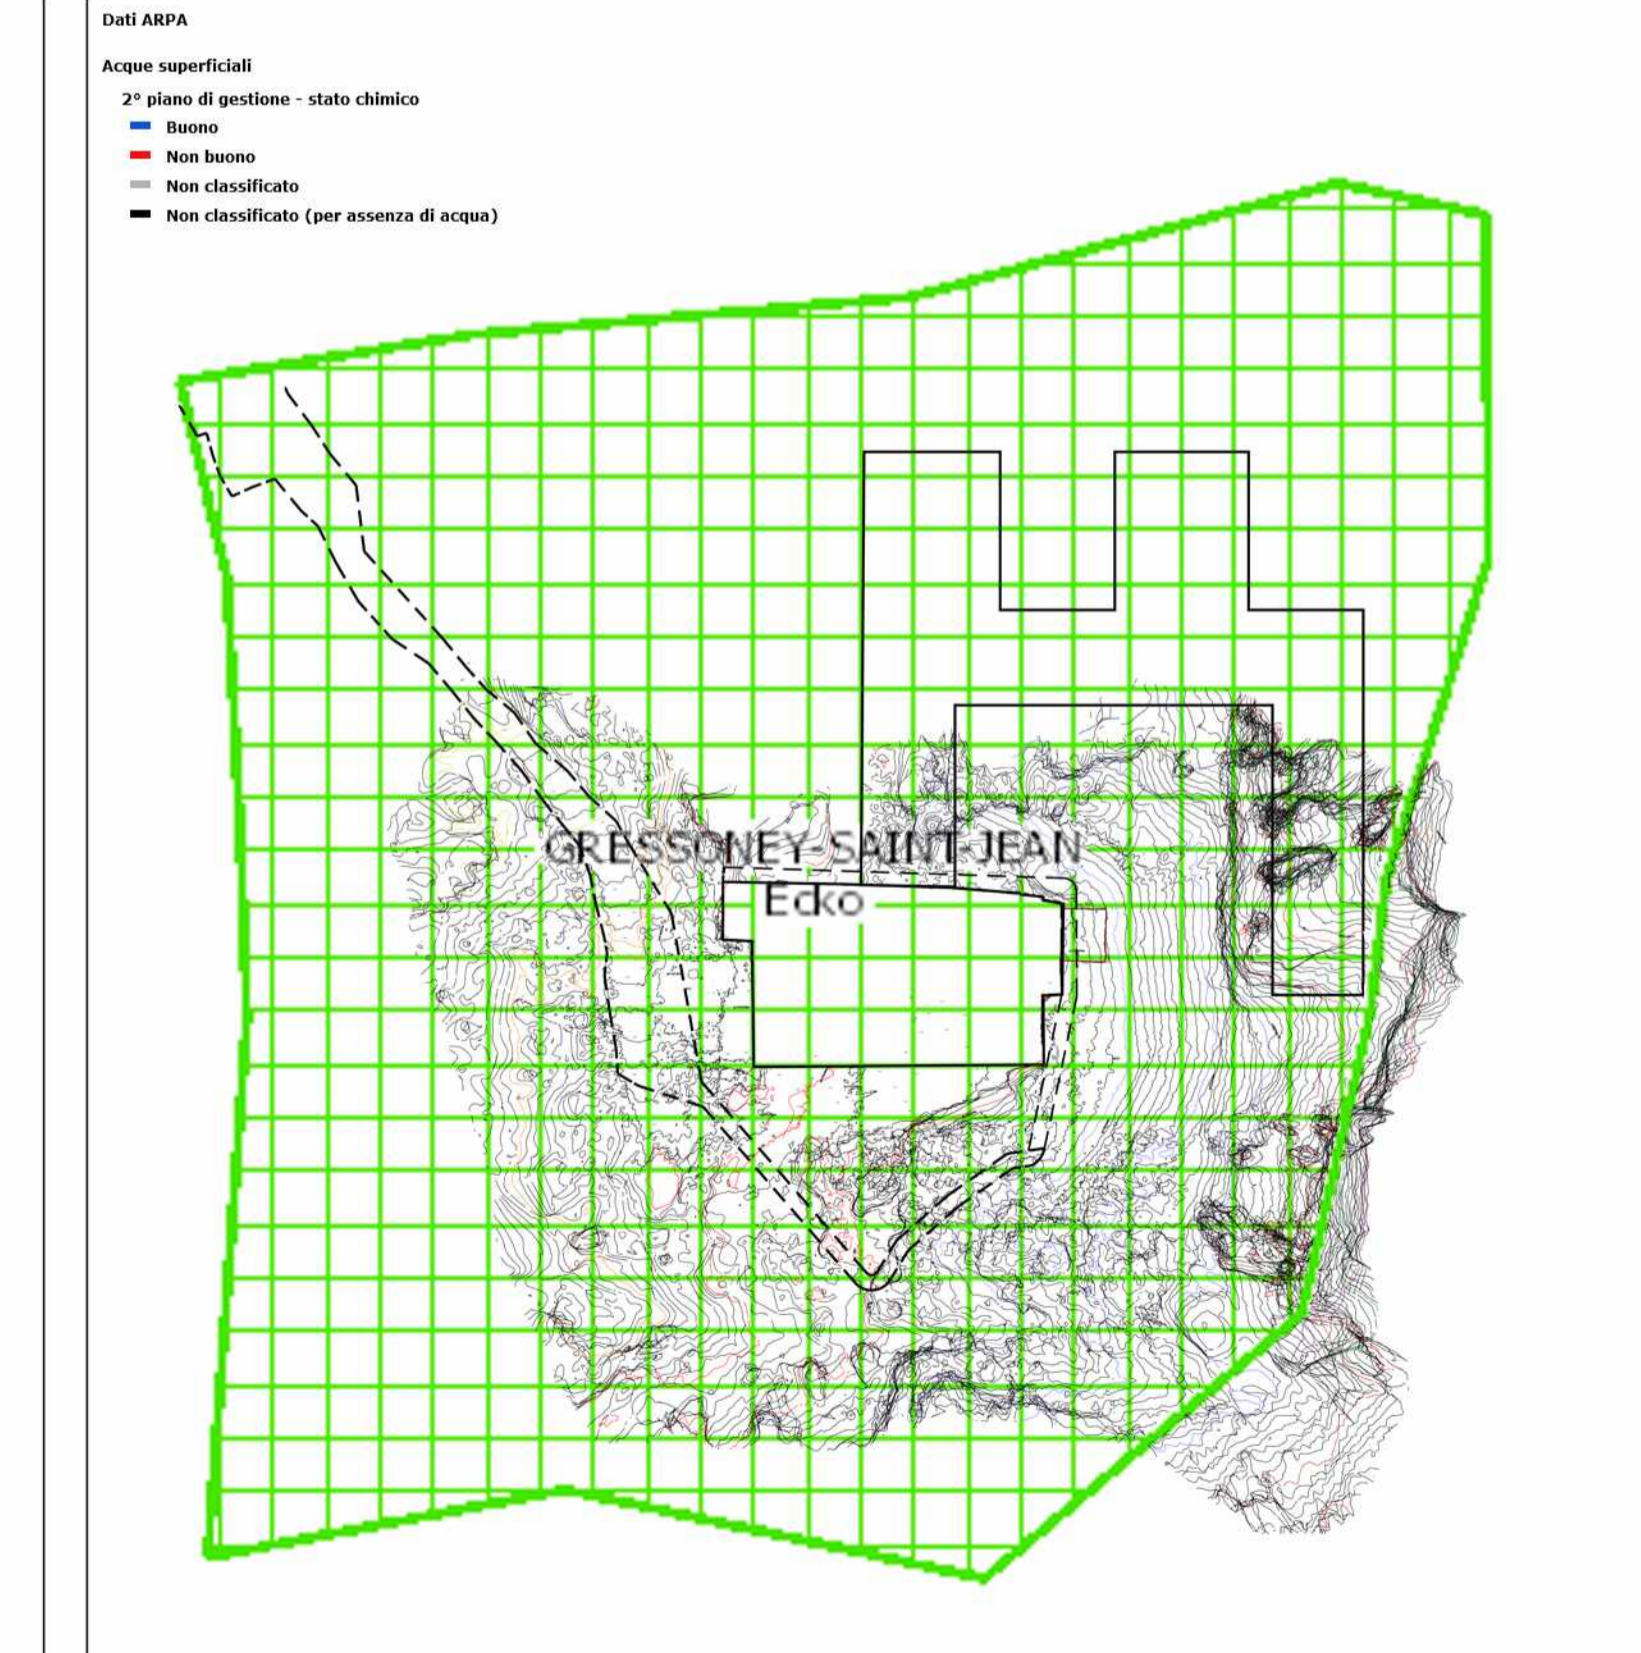 Dati ARPA
Acque superficiali
2° piano di gestione - stato chimico
Buono
Non buono
Non classificato
Non classificato (per assenza di acqua)
GRESSONEY-SAINT-JEAN
Ecko